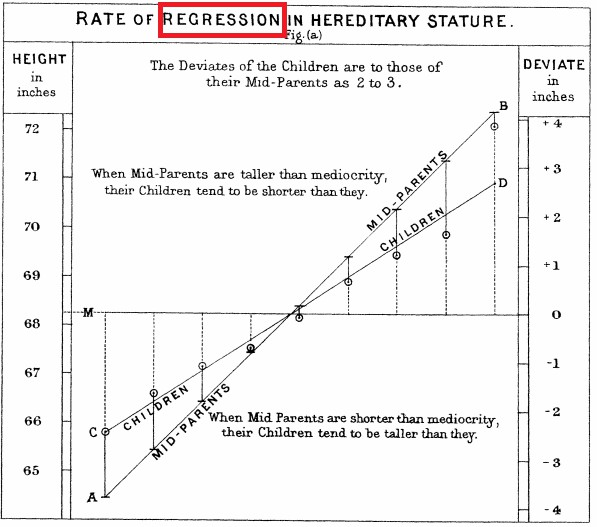 RATE OF REGRESSION IN HEREDITARY STATURE.
Fig.(a)
HEIGHT
in
inches
The Deviates of the Children are to those of
their Mid-Parents as 2 to 3.
DEVIATE
in
inches
When Mid-Parents are taller than mediocrity,
their Children tend to be shorter than they.
MID-PARENTS
CHILDREN
B
D
72
71
70
69
M
68
67
66
65
+4
+3
+2
+1
0
-1
-2
-3
-4
CHILDREN
MID-PARENTS
C
A
When Mid Parents are shorter than mediocrity,
their Children tend to be taller than they.